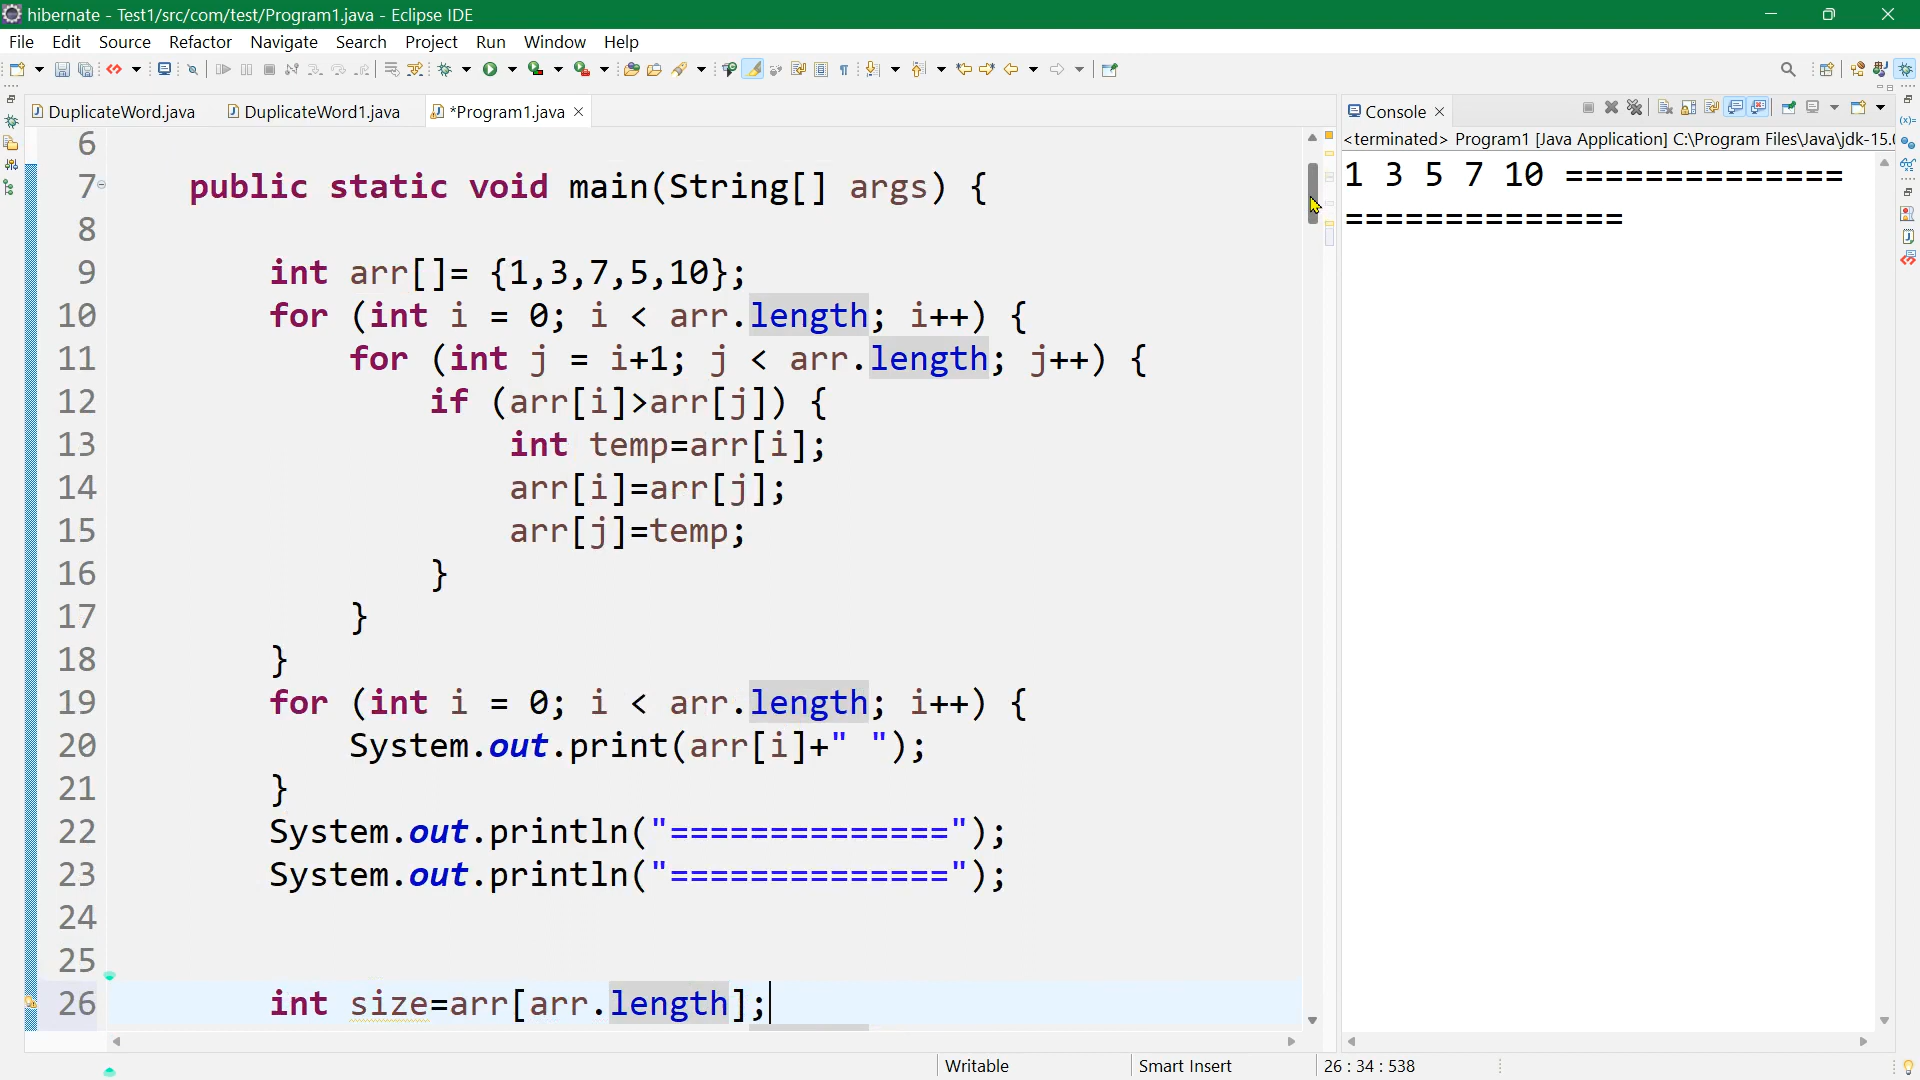 hibernate - Test1/src/com/test/Program1.java - Eclipse IDE
File Edit Source Refactor Navigate Search Project Run Window Help
DuplicateWord.java DuplicateWord1.java *Program1.java
Console
<terminated> Program1 [Java Application] C:\Program Files\Java\jdk-15.0
1 3 5 7 10 ==============
==============
6
7 public static void main(String[] args) {
8
9 int arr[]= {1,3,7,5,10};
10 for (int i = 0; i < arr.length; i++) {
11 for (int j = i+1; j < arr.length; j++) {
12 if (arr[i]>arr[j]) {
13 int temp=arr[i];
14 arr[i]=arr[j];
15 arr[j]=temp;
16 }
17 }
18 }
19 for (int i = 0; i < arr.length; i++) {
20 System.out.print(arr[i]+" ");
21 }
22 System.out.println("==============");
23 System.out.println("==============");
24
25
26 int size=arr[arr.length];
Writable Smart Insert 26 : 34 : 538